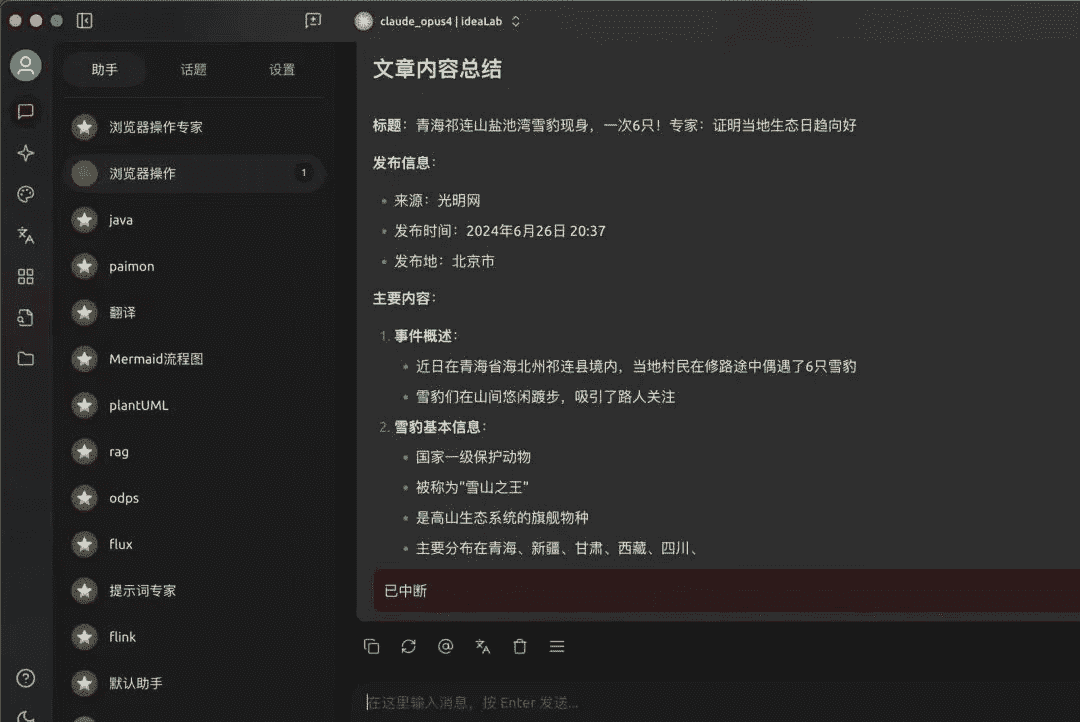 claude_opus4 | ideaLab
助手
话题
设置
浏览器操作专家
浏览器操作
1
java
paimon
翻译
Mermaid流程图
plantUML
rag
odps
flux
提示词专家
flink
默认助手
文章内容总结
标题：青海祁连山盐池湾雪豹现身，一次6只！专家：证明当地生态日趋向好
发布信息：
• 来源：光明网
• 发布时间：2024年6月26日 20:37
• 发布地：北京市
主要内容：
1. 事件概述：
• 近日在青海省海北州祁连县境内，当地村民在修路途中偶遇了6只雪豹
• 雪豹们在山间悠闲踱步，吸引了路人关注
2. 雪豹基本信息：
• 国家一级保护动物
• 被称为"雪山之王"
• 是高山生态系统的旗舰物种
• 主要分布在青海、新疆、甘肃、西藏、四川、
已中断
在这里输入消息，按 Enter 发送...